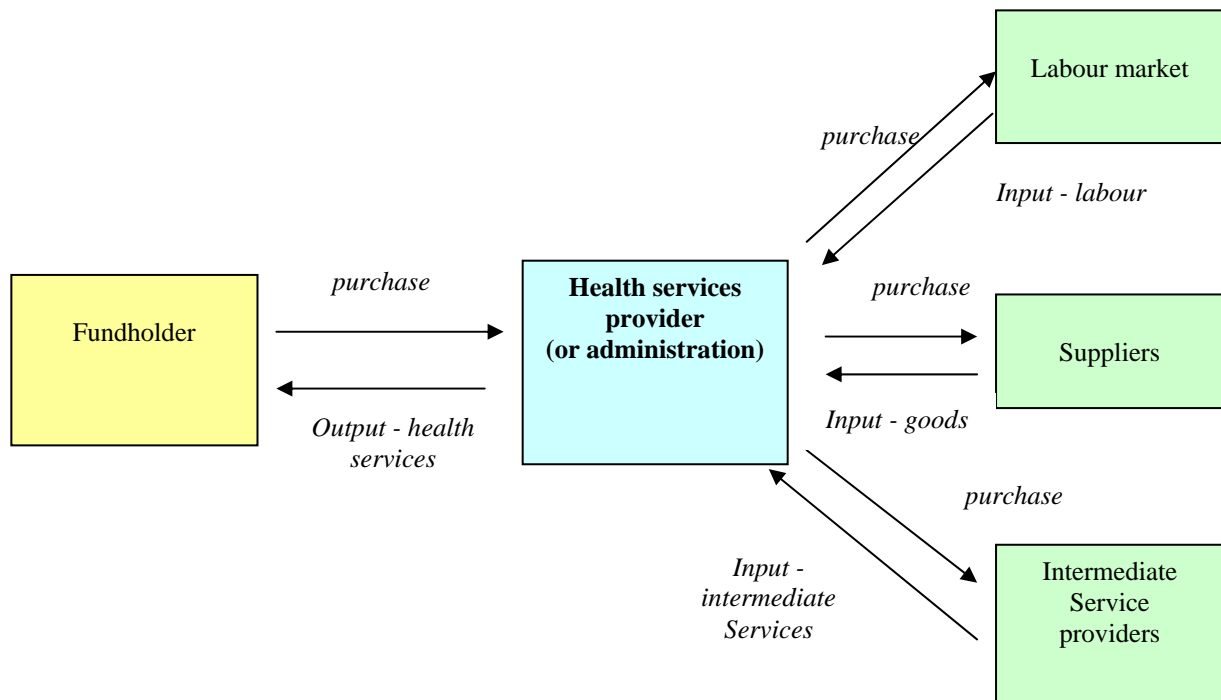 Labour market
purchase
Input - labour
Fundholder
purchase
Output - health
services
Health services
provider
(or administration)
purchase
Suppliers
Input - goods
purchase
Input -
intermediate
Services
Intermediate
Service
providers